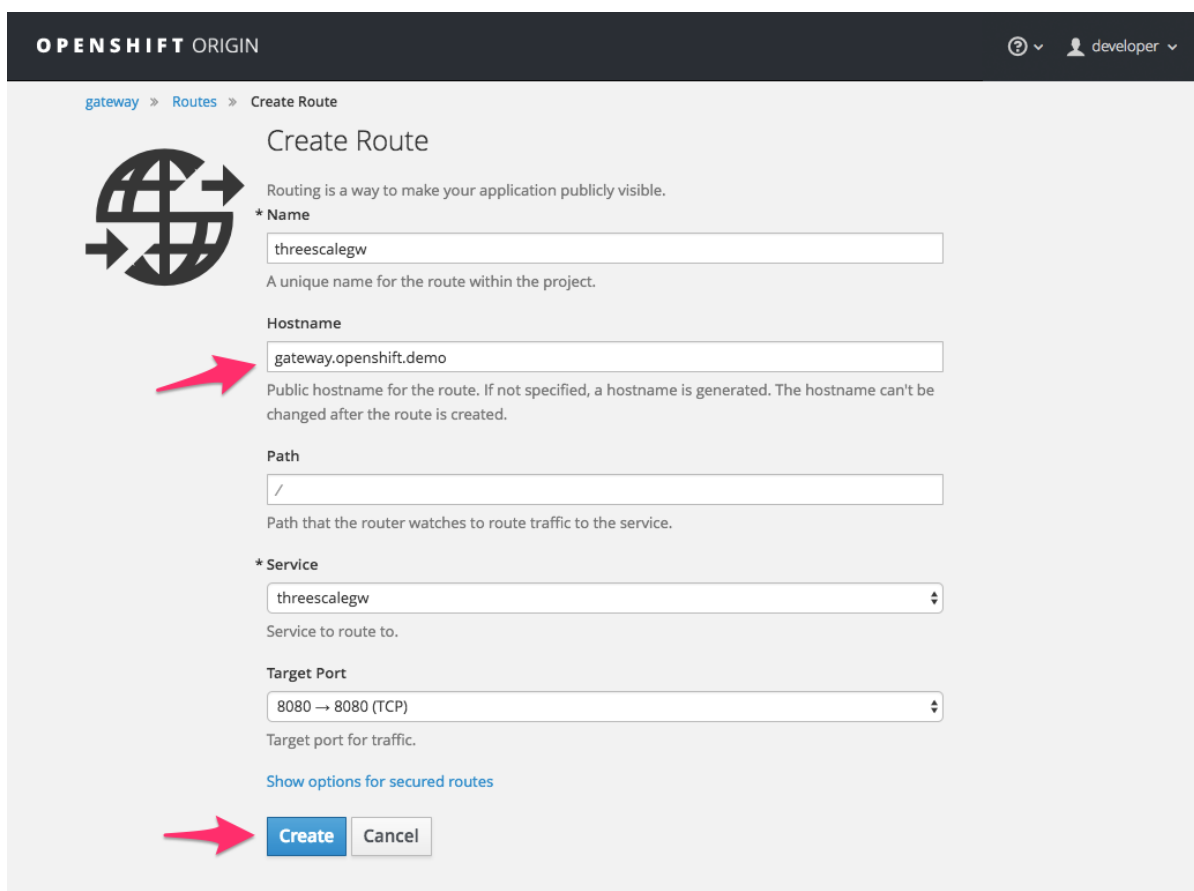 OPENSHIFT ORIGIN
developer
gateway » Routes » Create Route
Create Route
Routing is a way to make your application publicly visible.
* Name
threescalegw
A unique name for the route within the project.
Hostname
gateway.openshift.demo
Public hostname for the route. If not specified, a hostname is generated. The hostname can't be
changed after the route is created.
Path
/
Path that the router watches to route traffic to the service.
* Service
threescalegw
Service to route to.
Target Port
8080 → 8080 (TCP)
Target port for traffic.
Show options for secured routes
Create Cancel